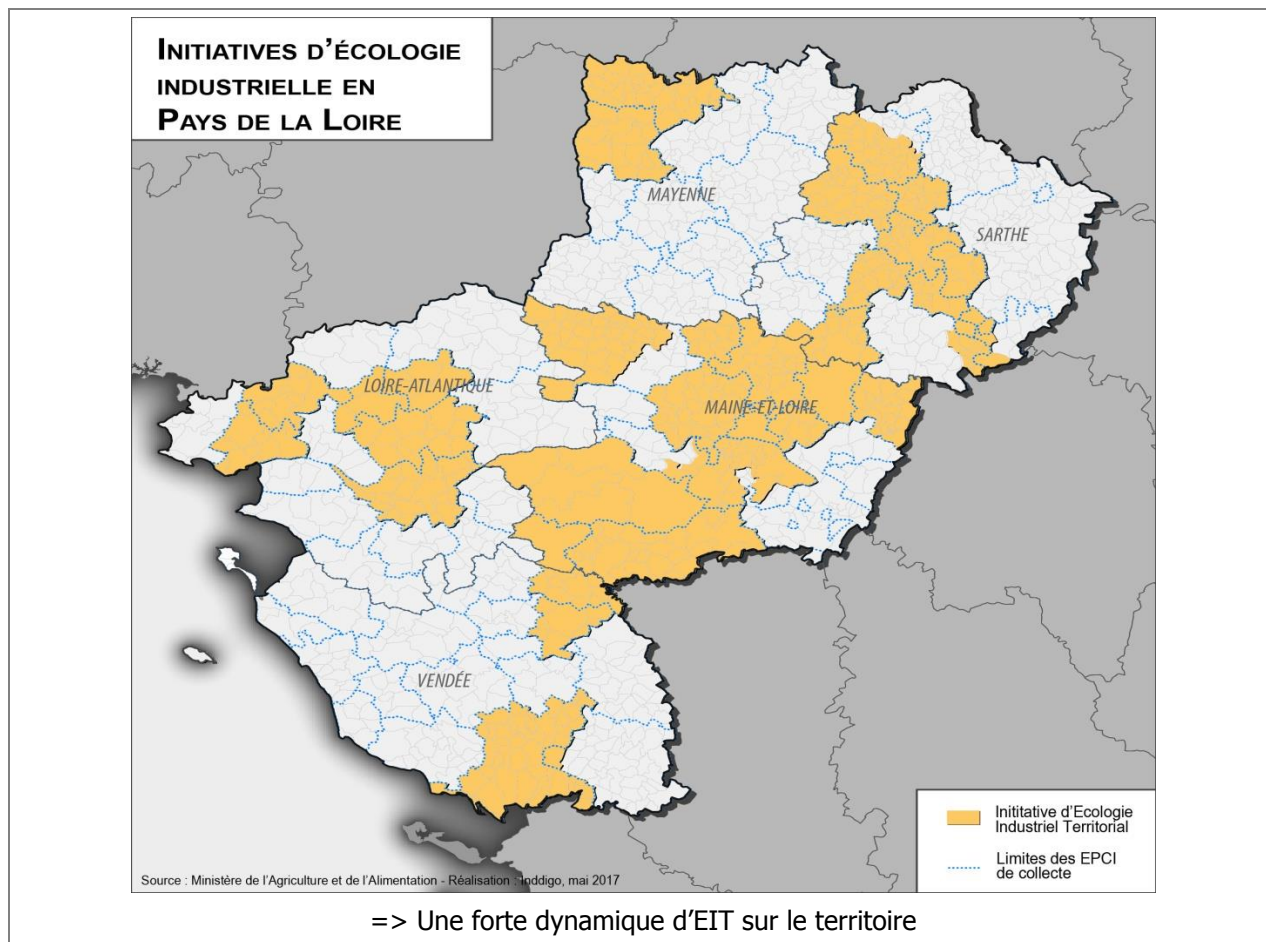 INITIATIVES D'ÉCOLOGIE
INDUSTRIELLE EN
PAYS DE LA LOIRE
MAYENNE
SARTHE
LOIRE-ATLANTIQUE
MAINE-ET-LOIRE
VENDÉE
Inititative d'Ecologie
Industriel Territorial
Limites des EPCI
de collecte
Source : Ministère de l'Agriculture et de l'Alimentation - Réalisation : Inddigo, mai 2017
=> Une forte dynamique d'EIT sur le territoire